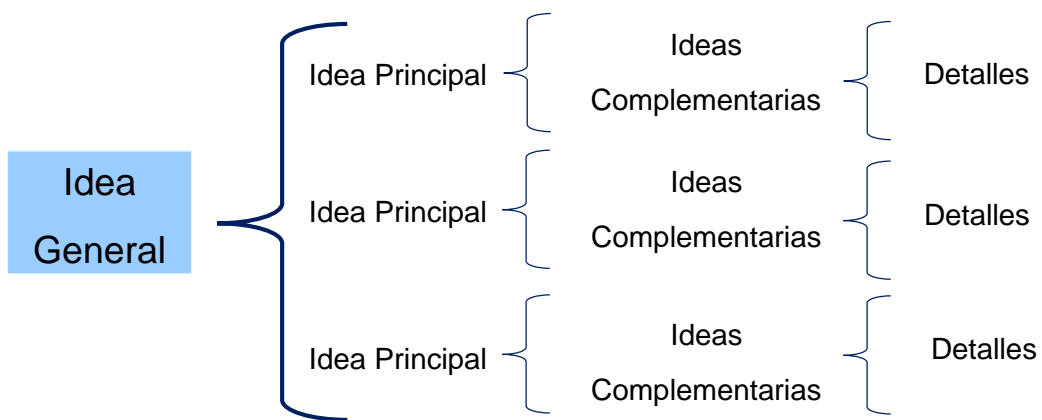 Idea
General
Idea Principal
Ideas
Complementarias
Detalles
Idea Principal
Ideas
Complementarias
Detalles
Idea Principal
Ideas
Complementarias
Detalles